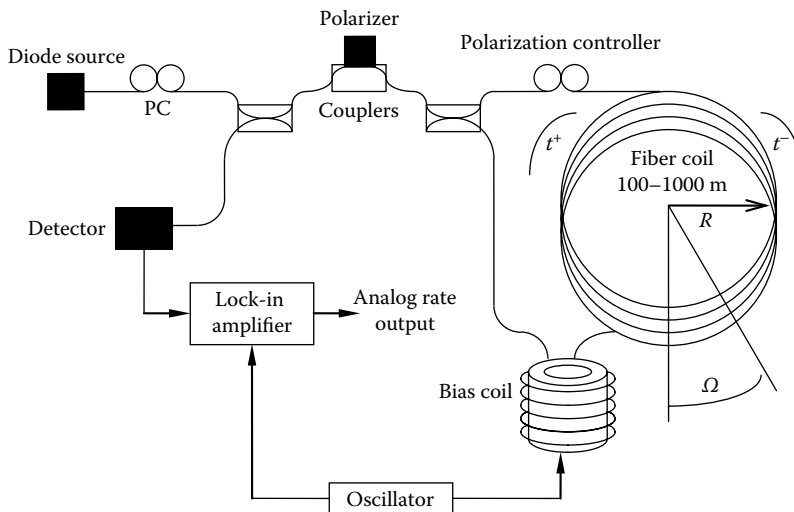 Polarizer
Diode source
Polarization controller
PC
Couplers
t⁺
t⁻
Fiber coil
100–1000 m
R
Detector
Lock-in
amplifier
Analog rate
output
Bias coil
Ω
Oscillator